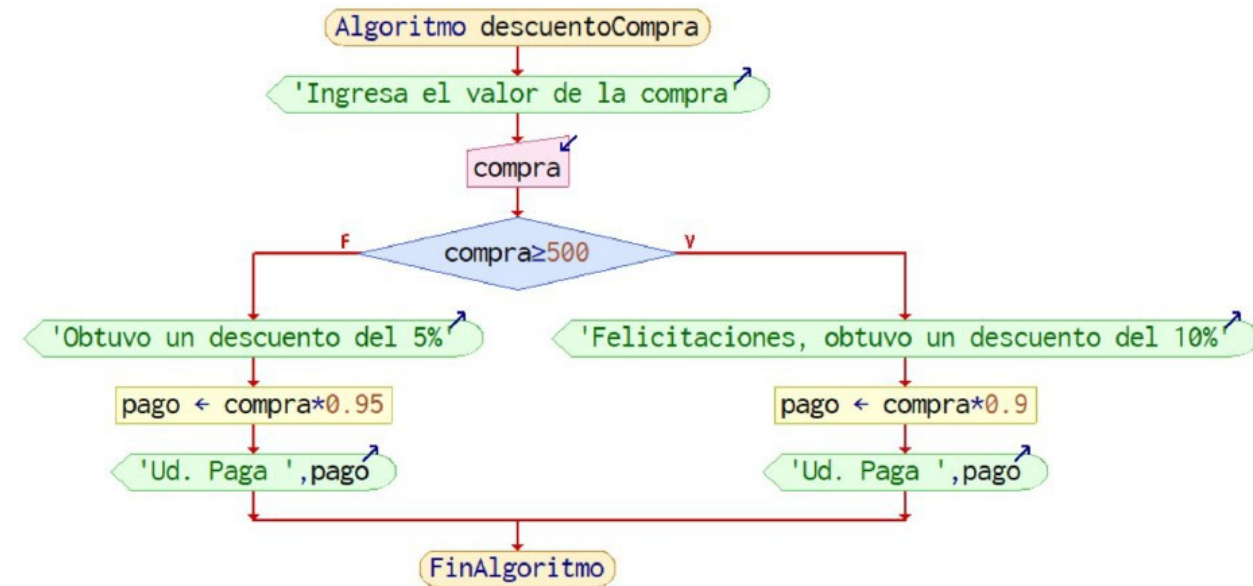 Algoritmo descuentoCompra
'Ingresa el valor de la compra'
compra
compra≥500
F
V
'Obtuvo un descuento del 5%'
pago ← compra*0.95
'Ud. Paga ',pago
'Felicitaciones, obtuvo un descuento del 10%'
pago ← compra*0.9
'Ud. Paga ',pago
FinAlgoritmo